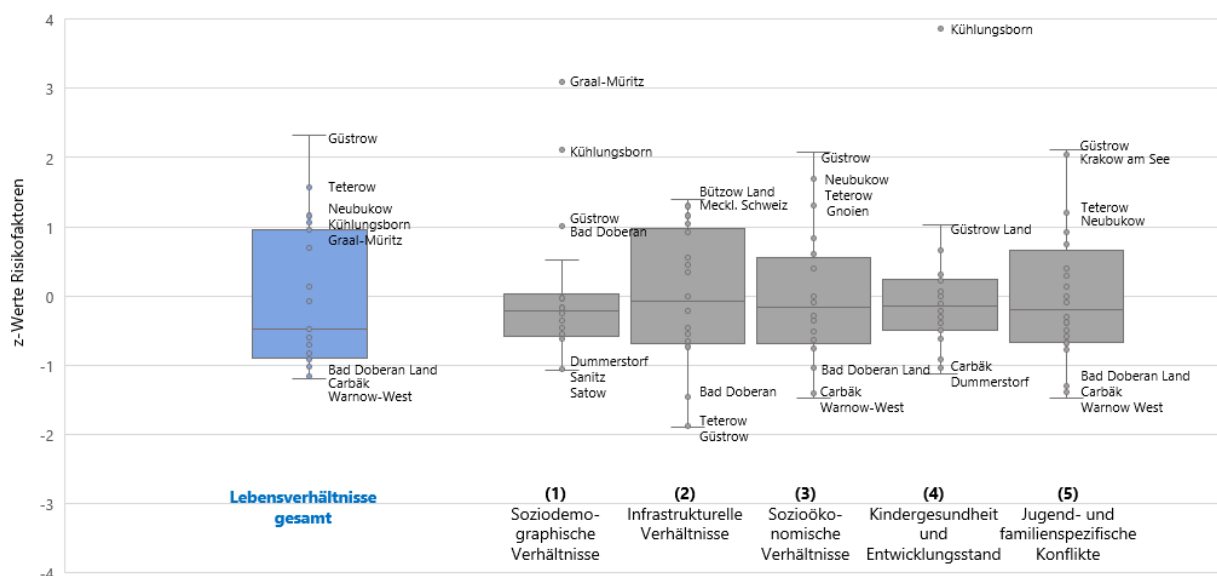 z-Werte Risikofaktoren
4
3
2
1
0
-1
-2
-3
-4
Güstrow
Teterow
Neubukow
Kühlungsborn
Graal-Müritz
Bad Doberan Land
Carbäk
Warnow-West
Graal-Müritz
Kühlungsborn
Güstrow
Bad Doberan
Dummerstorf
Sanitz
Satow
Bützow Land
Meckl. Schweiz
Bad Doberan
Teterow
Güstrow
Güstrow
Neubukow
Teterow
Gnoien
Bad Doberan Land
Carbäk
Warnow-West
Kühlungsborn
Güstrow Land
Carbäk
Dummerstorf
Güstrow
Krakow am See
Teterow
Neubukow
Bad Doberan Land
Carbäk
Warnow West
Lebensverhältnisse
gesamt
(1)
Soziodemo-
graphische
Verhältnisse
(2)
Infrastrukturelle
Verhältnisse
(3)
Sozioöko-
nomische
Verhältnisse
(4)
Kindergesundheit
und
Entwicklungsstand
(5)
Jugend- und
familienspezifische
Konflikte